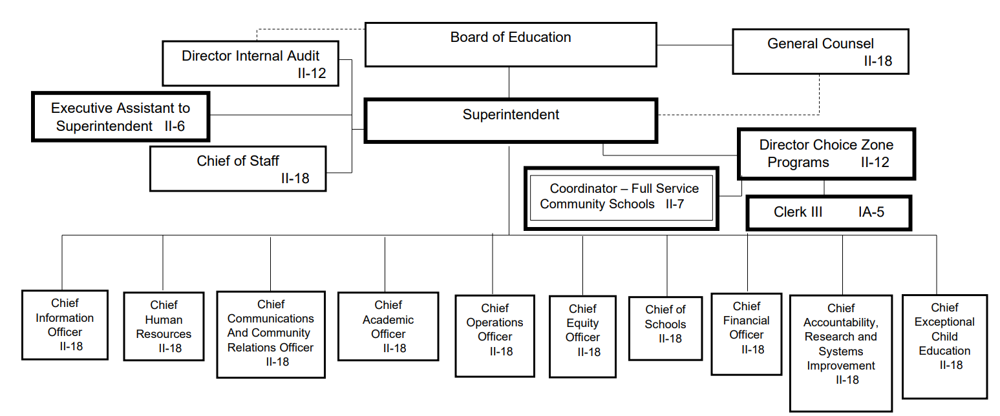 Board of Education
General Counsel
II-18
Director Internal Audit
II-12
Executive Assistant to
Superintendent II-6
Superintendent
Chief of Staff
II-18
Director Choice Zone
Programs II-12
Coordinator – Full Service
Community Schools II-7
Clerk III IA-5
Chief
Information
Officer
II-18
Chief
Human
Resources
II-18
Chief
Communications
And Community
Relations Officer
II-18
Chief
Academic
Officer
II-18
Chief
Operations
Officer
II-18
Chief
Equity
Officer
II-18
Chief of
Schools
II-18
Chief
Financial
Officer
II-18
Chief
Accountability,
Research and
Systems
Improvement
II-18
Chief
Exceptional
Child
Education
II-18